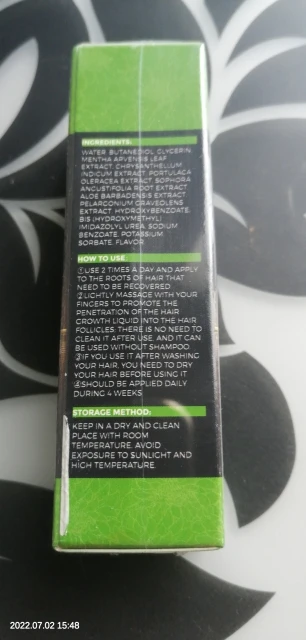 INGREDIENTS:
WATER, BUTANEDIOL, GLYCERIN,
MENTHA ARVENSIS LEAF
EXTRACT, CHRYSANTHELLUM
INDICUM EXTRACT, PORTULACA
OLERACEA EXTRACT, SOPHORA
ANGUSTIFOLIA ROOT EXTRACT,
ALOE BARBADENSIS EXTRACT,
PELARGONIUM GRAVEOLENS
EXTRACT, HYDROXYBENZOATE,
BIS (HYDROXYMETHYL)
IMIDAZOLYL UREA, SODIUM
BENZOATE, POTASSIUM
SORBATE, FLAVOR
HOW TO USE
①USE 2 TIMES A DAY AND APPLY
TO THE ROOTS OF HAIR THAT
NEED TO BE RECOVERED
②LIGHTLY MASSAGE WITH YOUR
FINGERS TO PROMOTE THE
PENETRATION OF THE HAIR
GROWTH LIQUID INTO THE HAIR
FOLLICLES. THERE IS NO NEED TO
CLEAN IT AFTER USE, AND IT CAN
BE USED WITHOUT SHAMPOO.
③IF YOU USE IT AFTER WASHING
YOUR HAIR, YOU NEED TO DRY
YOUR HAIR BEFORE USING IT.
④SHOULD BE APPLIED DAILY
DURING 4 WEEKS
STORAGE METHOD:
KEEP IN A DRY AND CLEAN
PLACE WITH ROOM
TEMPERATURE. AVOID
EXPOSURE TO SUNLIGHT AND
HIGH TEMPERATURE.
2022.07.02 15:48